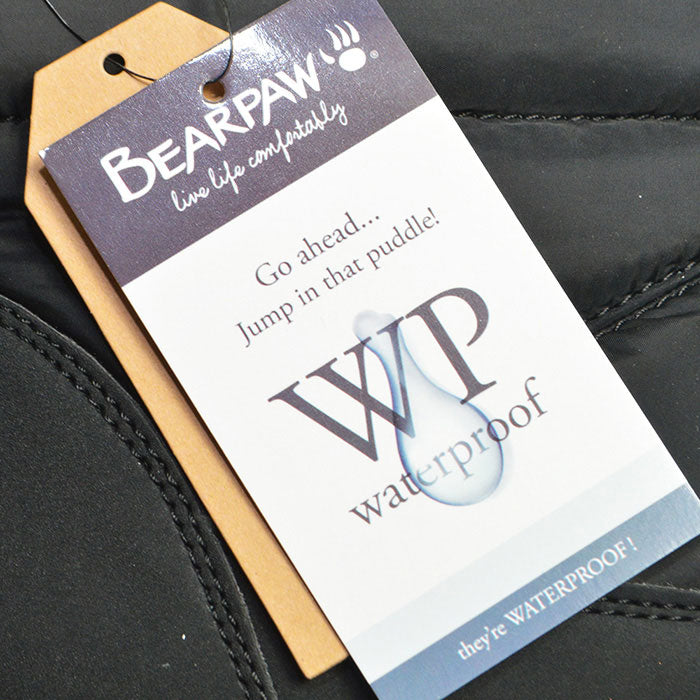 BEARPAW®
live life comfortably
Go ahead...
Jump in that puddle!
WP
waterproof
they're WATERPROOF!